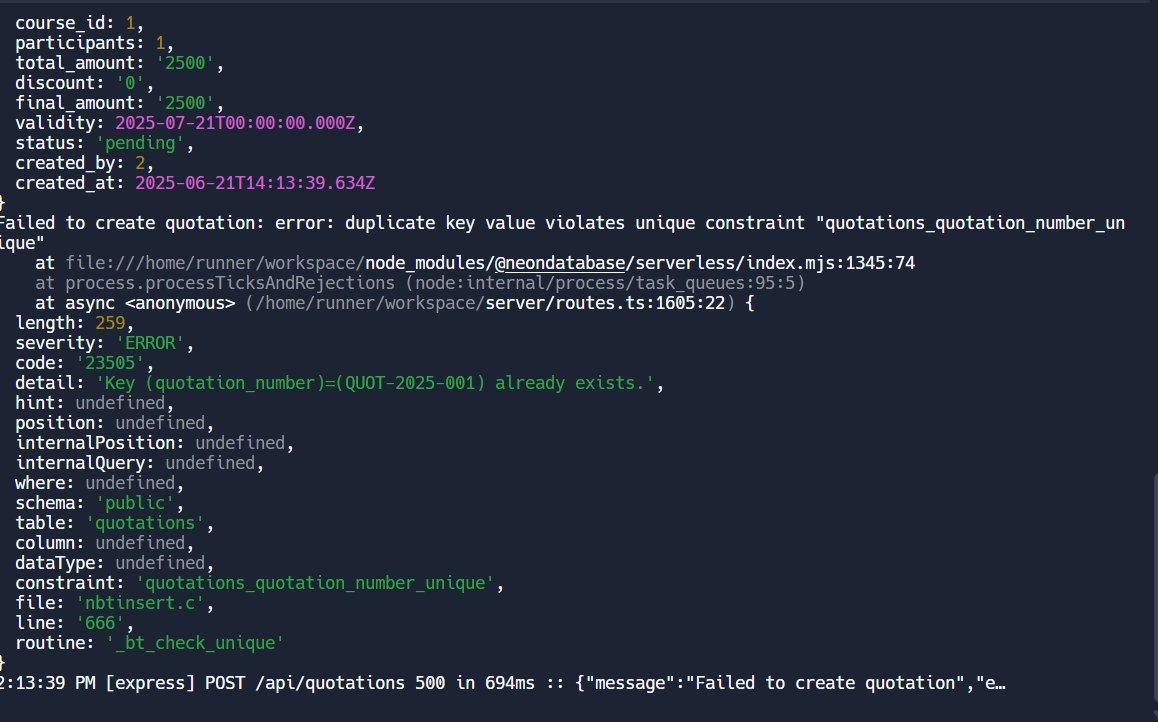 course_id: 1,
participants: 1,
total_amount: '2500',
discount: '0',
final_amount: '2500',
validity: 2025-07-21T00:00:00.000Z,
status: 'pending',
created_by: 2,
created_at: 2025-06-21T14:13:39.634Z
}
Failed to create quotation: error: duplicate key value violates unique constraint "quotations_quotation_number_un
ique"
at file:///home/runner/workspace/node_modules/@neondatabase/serverless/index.mjs:1345:74
at process.processTicksAndRejections (node:internal/process/task_queues:95:5)
at async <anonymous> (/home/runner/workspace/server/routes.ts:1605:22) {
length: 259,
severity: 'ERROR',
code: '23505',
detail: 'Key (quotation_number)=(QUOT-2025-001) already exists.',
hint: undefined,
position: undefined,
internalPosition: undefined,
internalQuery: undefined,
where: undefined,
schema: 'public',
table: 'quotations',
column: undefined,
dataType: undefined,
constraint: 'quotations_quotation_number_unique',
file: 'nbtinsert.c',
line: '666',
routine: '_bt_check_unique'
}
2:13:39 PM [express] POST /api/quotations 500 in 694ms :: {"message":"Failed to create quotation","e…